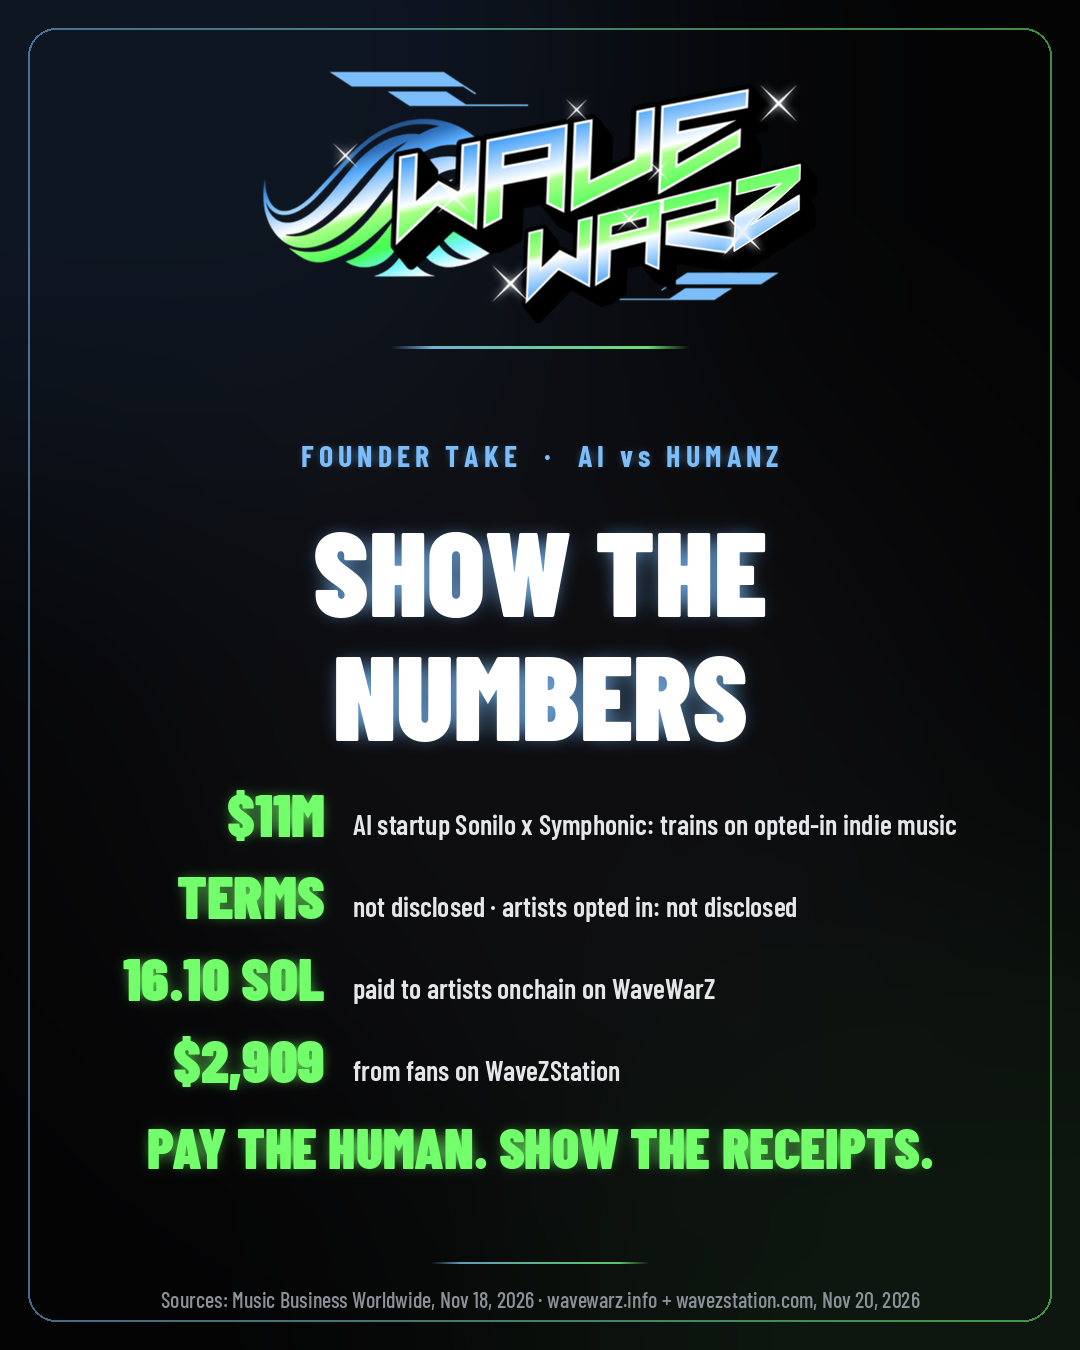 WAVE
WARZ
FOUNDER TAKE · AI vs HUMANZ
SHOW THE
NUMBERS
$11M AI startup Sonilo x Symphonic: trains on opted-in indie music
TERMS not disclosed · artists opted in: not disclosed
16.10 SOL paid to artists onchain on WaveWarZ
$2,909 from fans on WaveZStation
PAY THE HUMAN. SHOW THE RECEIPTS.
Sources: Music Business Worldwide, Nov 18, 2026 · wavewarz.info + wavezstation.com, Nov 20, 2026